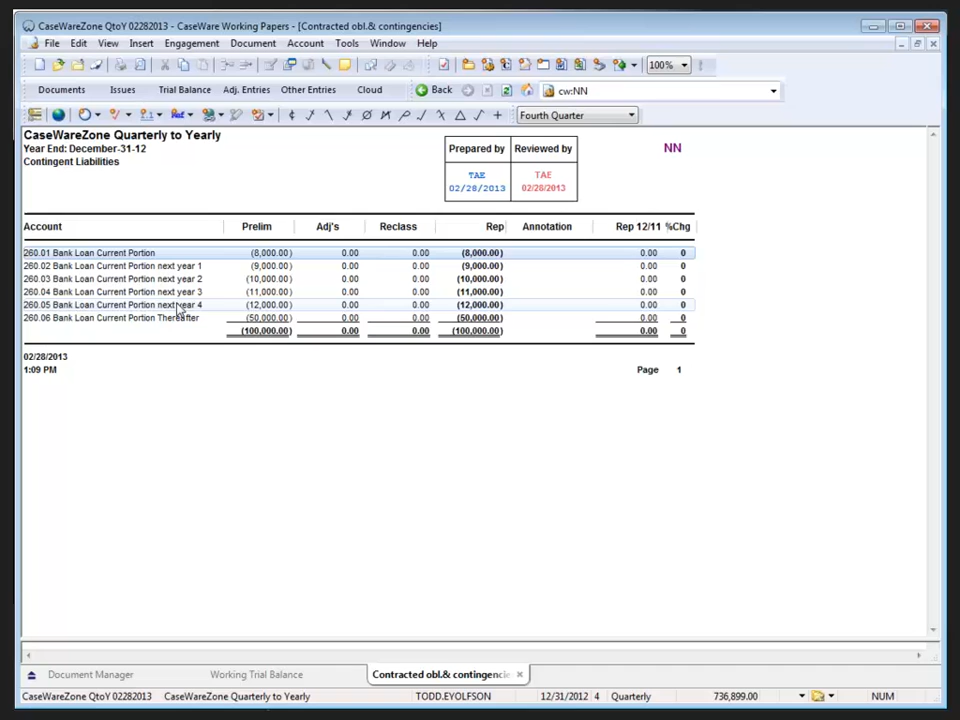 CaseWareZone QtoY 02282013 - CaseWare Working Papers - [Contracted obl.& contingencies]
File Edit View Insert Engagement Document Account Tools Window Help
100%
Documents Issues Trial Balance Adj. Entries Other Entries Cloud Back cw:NN
Fourth Quarter
CaseWareZone Quarterly to Yearly
Year End: December-31-12
Contingent Liabilities
Prepared by Reviewed by
TAE TAE
02/28/2013 02/28/2013
NN
Account Prelim Adj's Reclass Rep Annotation Rep 12/11 %Chg
260.01 Bank Loan Current Portion (8,000.00) 0.00 0.00 (8,000.00) 0.00 0
260.02 Bank Loan Current Portion next year 1 (9,000.00) 0.00 0.00 (9,000.00) 0.00 0
260.03 Bank Loan Current Portion next year 2 (10,000.00) 0.00 0.00 (10,000.00) 0.00 0
260.04 Bank Loan Current Portion next year 3 (11,000.00) 0.00 0.00 (11,000.00) 0.00 0
260.05 Bank Loan Current Portion next year 4 (12,000.00) 0.00 0.00 (12,000.00) 0.00 0
260.06 Bank Loan Current Portion Thereafter (50,000.00) 0.00 0.00 (50,000.00) 0.00 0
(100,000.00) 0.00 0.00 (100,000.00) 0.00 0
02/28/2013
1:09 PM Page 1
Document Manager Working Trial Balance Contracted obl.& contingencie
CaseWareZone QtoY 02282013 CaseWareZone Quarterly to Yearly TODD.EYOLFSON 12/31/2012 4 Quarterly 736,899.00 NUM